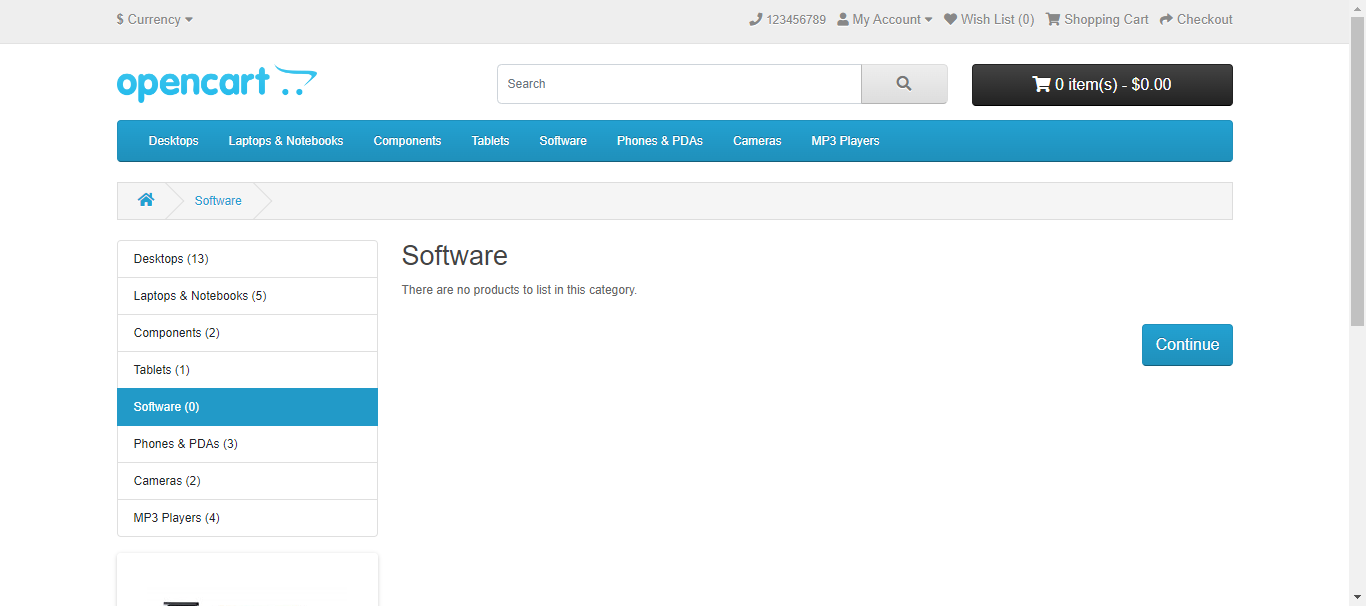 $ Currency
123456789 My Account Wish List (0) Shopping Cart Checkout
opencart
Search
0 item(s) - $0.00
Desktops Laptops & Notebooks Components Tablets Software Phones & PDAs Cameras MP3 Players
Software
Desktops (13)
Laptops & Notebooks (5)
Components (2)
Tablets (1)
Software (0)
Phones & PDAs (3)
Cameras (2)
MP3 Players (4)
Software
There are no products to list in this category.
Continue